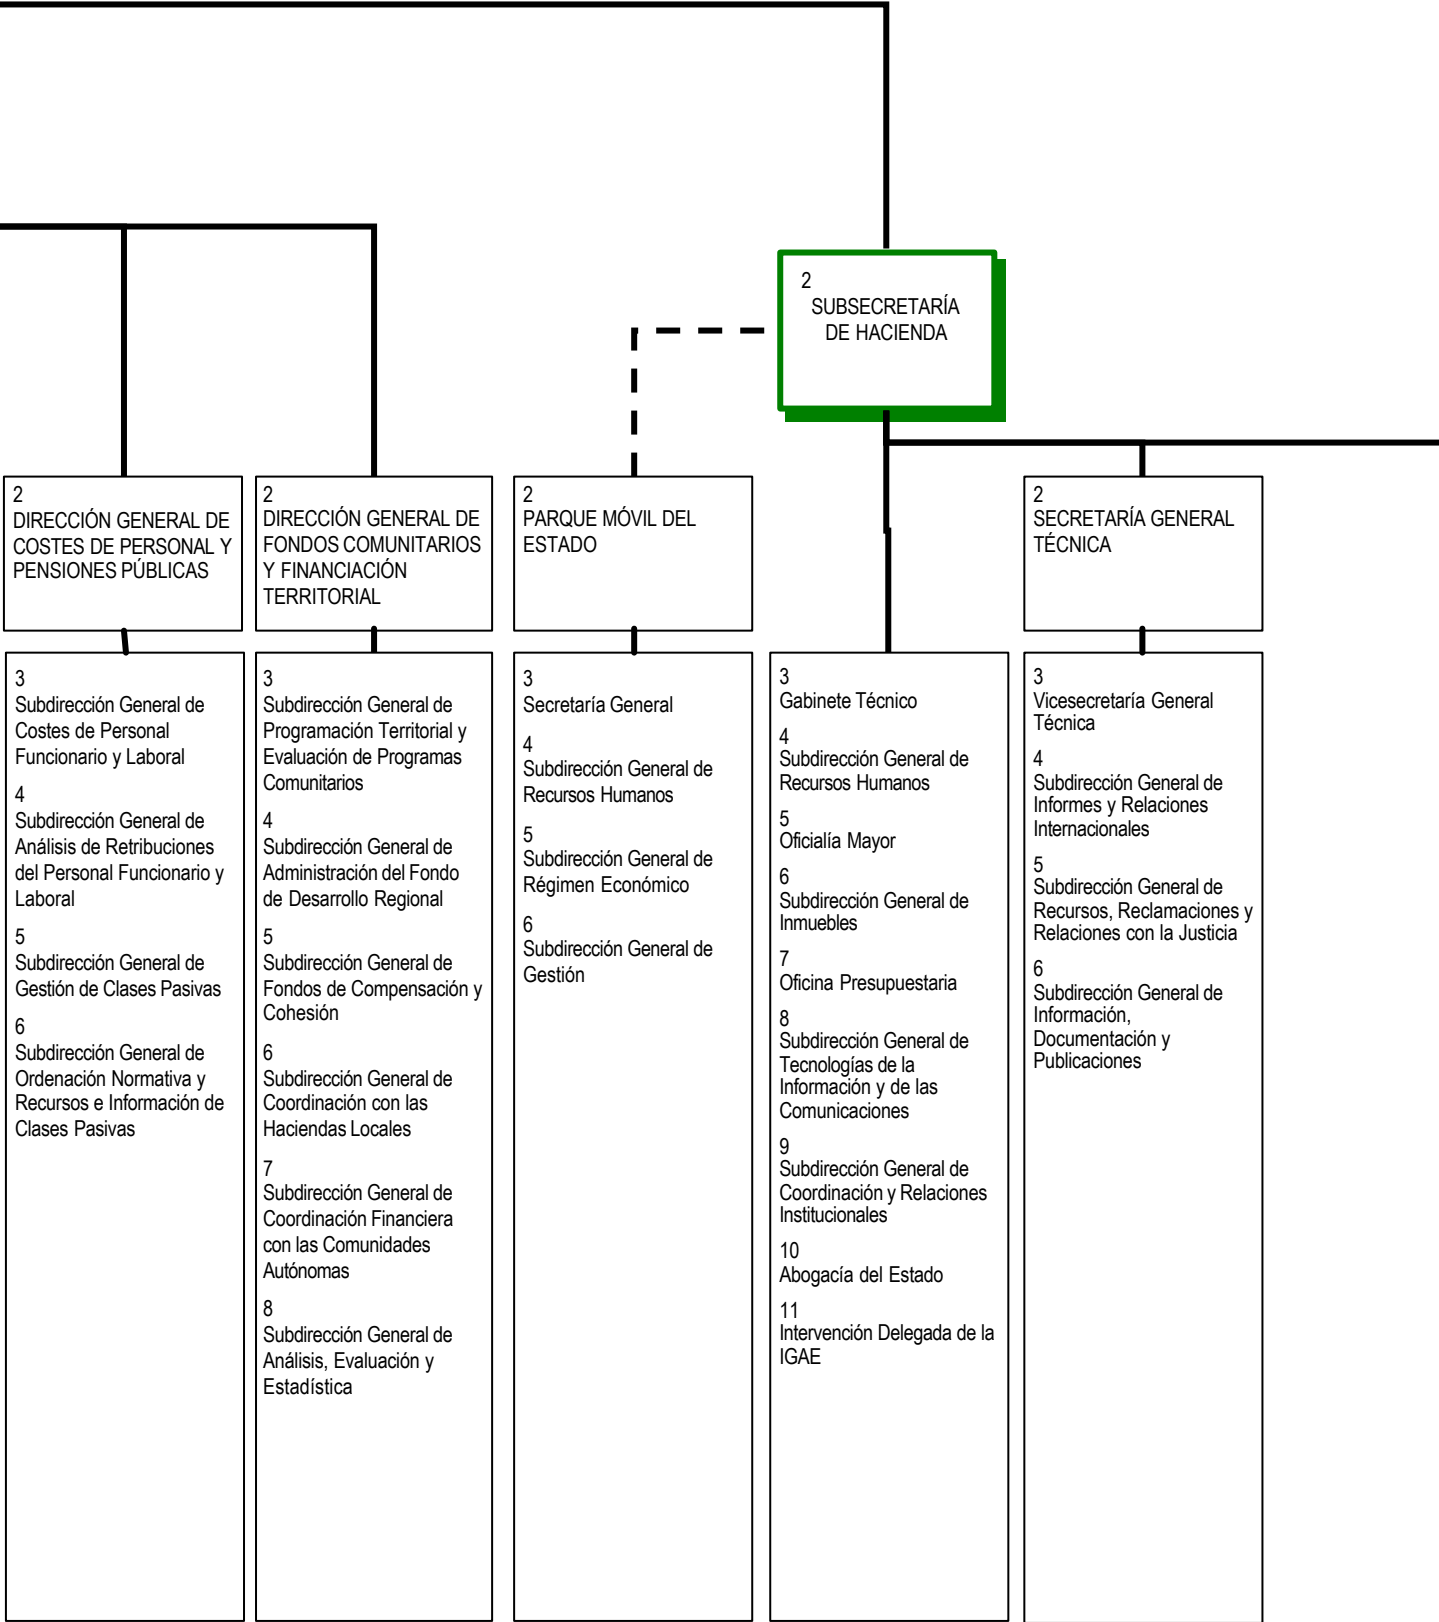 2
SUBSECRETARÍA
DE HACIENDA
2
DIRECCIÓN GENERAL DE
COSTES DE PERSONAL Y
PENSIONES PÚBLICAS
2
DIRECCIÓN GENERAL DE
FONDOS COMUNITARIOS
Y FINANCIACIÓN
TERRITORIAL
2
PARQUE MÓVIL DEL
ESTADO
2
SECRETARÍA GENERAL
TÉCNICA
3
Subdirección General de
Costes de Personal
Funcionario y Laboral
4
Subdirección General de
Análisis de Retribuciones
del Personal Funcionario y
Laboral
5
Subdirección General de
Gestión de Clases Pasivas
6
Subdirección General de
Ordenación Normativa y
Recursos e Información de
Clases Pasivas
3
Subdirección General de
Programación Territorial y
Evaluación de Programas
Comunitarios
4
Subdirección General de
Administración del Fondo
de Desarrollo Regional
5
Subdirección General de
Fondos de Compensación y
Cohesión
6
Subdirección General de
Coordinación con las
Haciendas Locales
7
Subdirección General de
Coordinación Financiera
con las Comunidades
Autónomas
8
Subdirección General de
Análisis, Evaluación y
Estadística
3
Secretaría General
4
Subdirección General de
Recursos Humanos
5
Subdirección General de
Régimen Económico
6
Subdirección General de
Gestión
3
Gabinete Técnico
4
Subdirección General de
Recursos Humanos
5
Oficialía Mayor
6
Subdirección General de
Inmuebles
7
Oficina Presupuestaria
8
Subdirección General de
Tecnologías de la
Información y de las
Comunicaciones
9
Subdirección General de
Coordinación y Relaciones
Institucionales
10
Abogacía del Estado
11
Intervención Delegada de la
IGAE
3
Vicesecretaría General
Técnica
4
Subdirección General de
Informes y Relaciones
Internacionales
5
Subdirección General de
Recursos, Reclamaciones y
Relaciones con la Justicia
6
Subdirección General de
Información,
Documentación y
Publicaciones